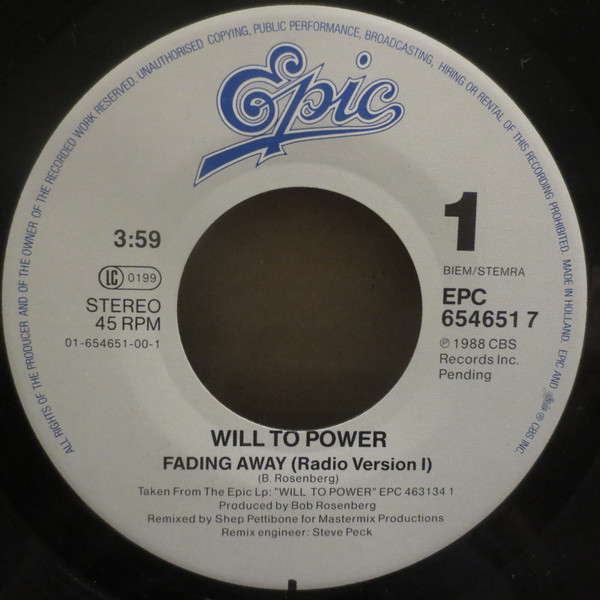 ALL RIGHTS OF THE PRODUCER AND OF THE OWNER OF THE RECORDED WORK RESERVED. UNAUTHORISED COPYING, PUBLIC PERFORMANCE, BROADCASTING, HIRING OR RENTAL OF THIS RECORDING PROHIBITED. MADE IN HOLLAND. EPIC AND Epic ® CBS INC.
Epic
3:59
LC 0199
STEREO
45 RPM
01-654651-00-1
1
BIEM/STEMRA
EPC
654651 7
℗ 1988 CBS
Records Inc.
Pending
WILL TO POWER
FADING AWAY (Radio Version I)
(B. Rosenberg)
Taken From The Epic Lp: "WILL TO POWER" EPC 463134 1
Produced by Bob Rosenberg
Remixed by Shep Pettibone for Mastermix Productions
Remix engineer: Steve Peck